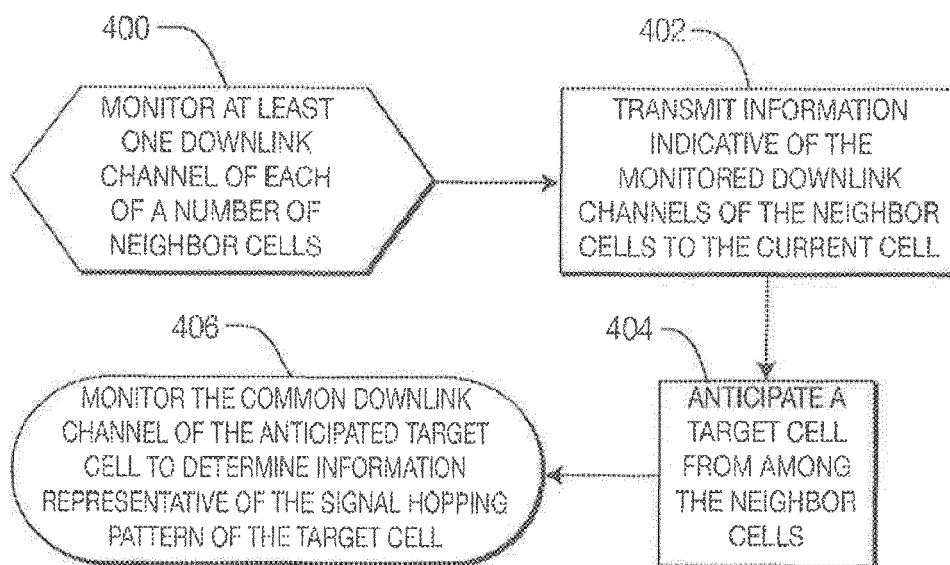 400
MONITOR AT LEAST
ONE DOWNLINK
CHANNEL OF EACH
OF A NUMBER OF
NEIGHBOR CELLS
402
TRANSMIT INFORMATION
INDICATIVE OF THE
MONITORED DOWNLINK
CHANNELS OF THE NEIGHBOR
CELLS TO THE CURRENT CELL
404
ANTICIPATE A
TARGET CELL
FROM AMONG
THE NEIGHBOR
CELLS
406
MONITOR THE COMMON DOWNLINK
CHANNEL OF THE ANTICIPATED TARGET
CELL TO DETERMINE INFORMATION
REPRESENTATIVE OF THE SIGNAL HOPPING
PATTERN OF THE TARGET CELL